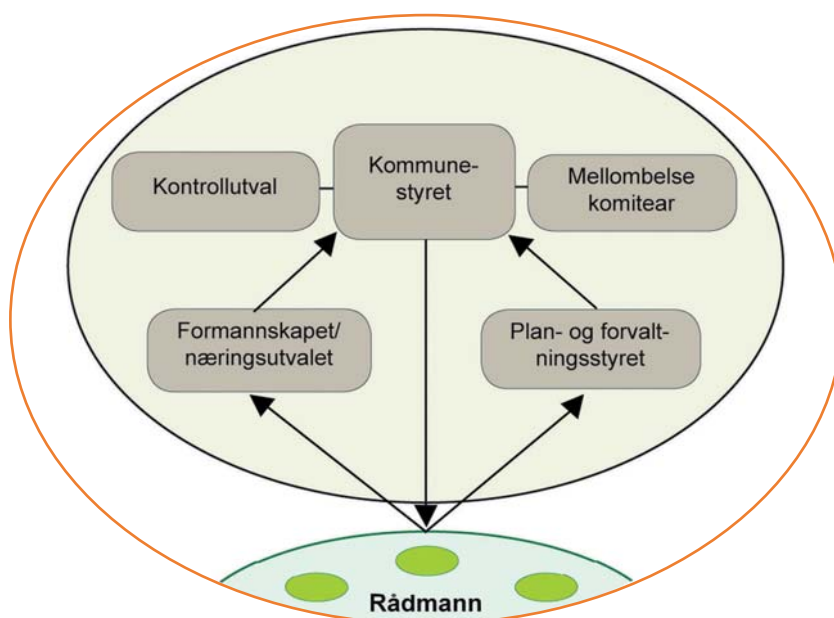 Kontrollutval
Kommune-
styret
Mellombelse
komitear
Formannskapet/
næringsutvalet
Plan- og forvalt-
ningsstyret
Rådmann